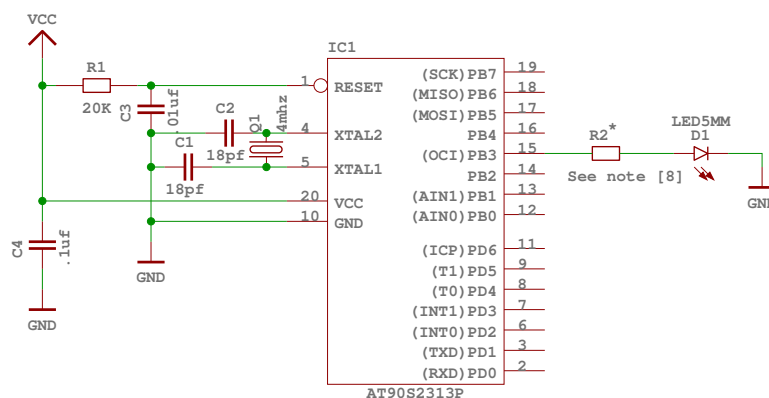 VCC
R1
20K
C3
.01uf
C2
18pf
C1
18pf
Q1
4mhz
C4
.1uf
GND
GND
IC1
1 RESET
4 XTAL2
5 XTAL1
20 VCC
10 GND
(SCK)PB7 19
(MISO)PB6 18
(MOSI)PB5 17
PB4 16
(OCI)PB3 15
PB2 14
(AIN1)PB1 13
(AIN0)PB0 12
(ICP)PD6 11
(T1)PD5 9
(T0)PD4 8
(INT1)PD3 7
(INT0)PD2 6
(TXD)PD1 3
(RXD)PD0 2
AT90S2313P
R2*
See note [8]
LED5MM
D1
GND